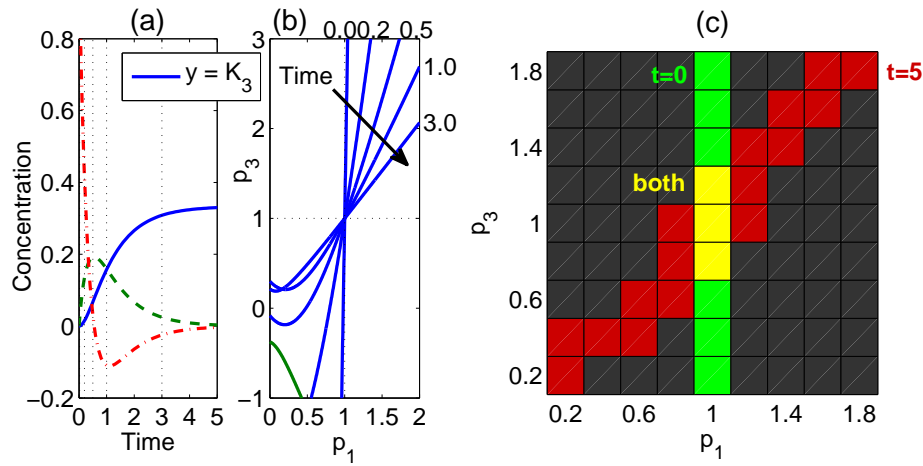 (a)
(b)
(c)
y = K3
Concentration
0.8
0.6
0.4
0.2
0
−0.2
0 1 2 3 4 5
Time
0.00.2 0.5
1.0
3.0
Time
p3
3
2
1
0
−1
0 0.5 1 1.5 2
p1
t=0
t=5
both
p3
1.8
1.4
1
0.6
0.2
0.2 0.6 1 1.4 1.8
p1